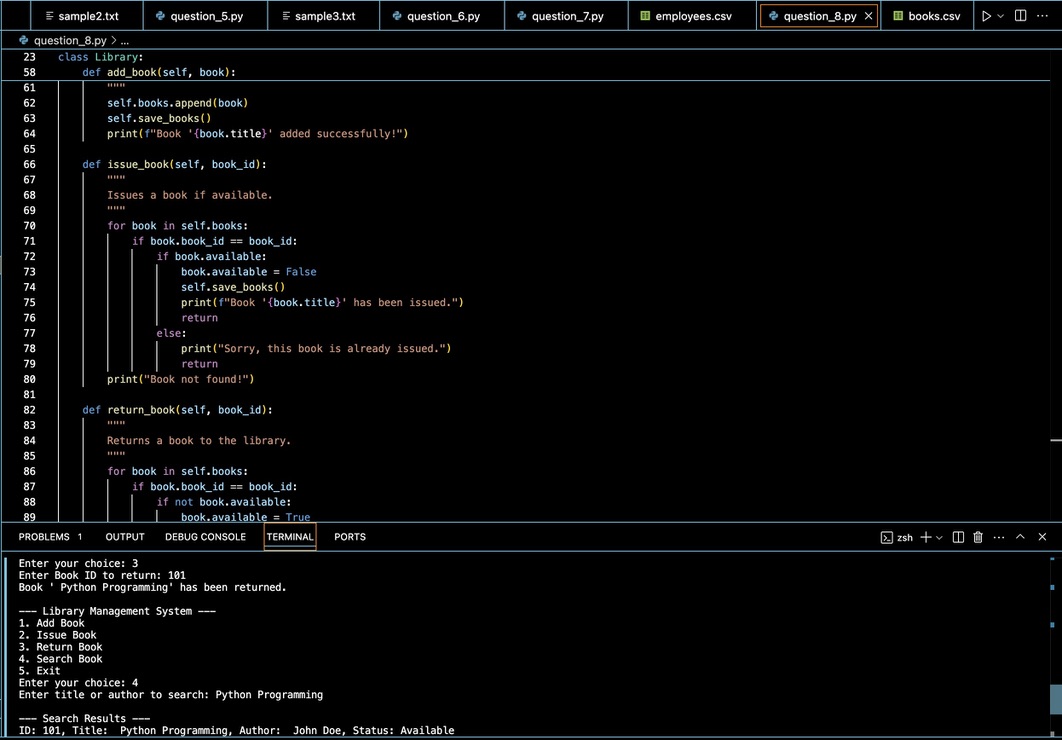 sample2.txt question_5.py sample3.txt question_6.py question_7.py employees.csv question_8.py books.csv
question_8.py > ...
23 class Library:
58 def add_book(self, book):
61 """
62 self.books.append(book)
63 self.save_books()
64 print(f"Book '{book.title}' added successfully!")
65
66 def issue_book(self, book_id):
67 """
68 Issues a book if available.
69 """
70 for book in self.books:
71 if book.book_id == book_id:
72 if book.available:
73 book.available = False
74 self.save_books()
75 print(f"Book '{book.title}' has been issued.")
76 return
77 else:
78 print("Sorry, this book is already issued.")
79 return
80 print("Book not found!")
81
82 def return_book(self, book_id):
83 """
84 Returns a book to the library.
85 """
86 for book in self.books:
87 if book.book_id == book_id:
88 if not book.available:
89 book.available = True
PROBLEMS 1 OUTPUT DEBUG CONSOLE TERMINAL PORTS zsh
Enter your choice: 3
Enter Book ID to return: 101
Book ' Python Programming' has been returned.
--- Library Management System ---
1. Add Book
2. Issue Book
3. Return Book
4. Search Book
5. Exit
Enter your choice: 4
Enter title or author to search: Python Programming
--- Search Results ---
ID: 101, Title:  Python Programming, Author:  John Doe, Status: Available